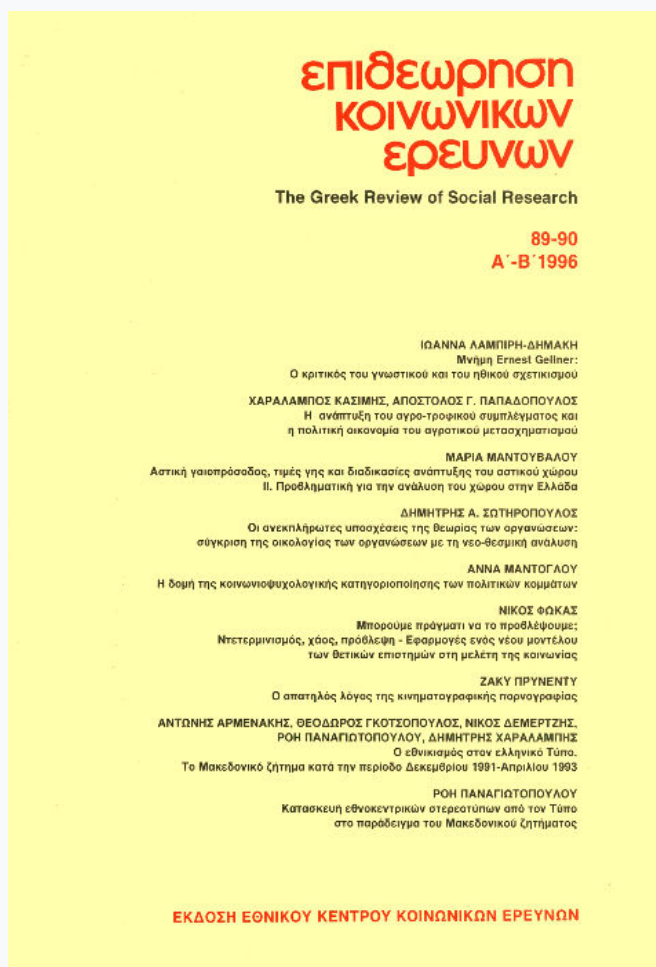 επιθεωρηση
κοινωνικων
ερευνων
The Greek Review of Social Research
89-90
Α΄-Β΄1996
ΙΩΑΝΝΑ ΛΑΜΠΙΡΗ-ΔΗΜΑΚΗ
Μνήμη Ernest Gellner:
Ο κριτικός του γνωστικού και του ηθικού σχετικισμού
ΧΑΡΑΛΑΜΠΟΣ ΚΑΣΙΜΗΣ, ΑΠΟΣΤΟΛΟΣ Γ. ΠΑΠΑΔΟΠΟΥΛΟΣ
Η ανάπτυξη του αγρο-τροφικού συμπλέγματος και
η πολιτική οικονομία του αγροτικού μετασχηματισμού
ΜΑΡΙΑ ΜΑΝΤΟΥΒΑΛΟΥ
Αστική γαιοπρόσοδος, τιμές γης και διαδικασίες ανάπτυξης του αστικού χώρου
ΙΙ. Προβληματική για την ανάλυση του χώρου στην Ελλάδα
ΔΗΜΗΤΡΗΣ Α. ΣΩΤΗΡΟΠΟΥΛΟΣ
Οι ανεκπλήρωτες υποσχέσεις της θεωρίας των οργανώσεων:
σύγκριση της οικολογίας των οργανώσεων με τη νεο-θεσμική ανάλυση
ΑΝΝΑ ΜΑΝΤΟΓΛΟΥ
Η δομή της κοινωνιοψυχολογικής κατηγοριοποίησης των πολιτικών κομμάτων
ΝΙΚΟΣ ΦΩΚΑΣ
Μπορούμε πράγματι να το προβλέψουμε;
Ντετερμινισμός, χάος, πρόβλεψη - Εφαρμογές ενός νέου μοντέλου
των θετικών επιστημών στη μελέτη της κοινωνίας
ΖΑΚΥ ΠΡΥΝΕΝΤΥ
Ο απατηλός λόγος της κινηματογραφικής πορνογραφίας
ΑΝΤΩΝΗΣ ΑΡΜΕΝΑΚΗΣ, ΘΕΟΔΩΡΟΣ ΓΚΟΤΣΟΠΟΥΛΟΣ, ΝΙΚΟΣ ΔΕΜΕΡΤΖΗΣ,
ΡΟΗ ΠΑΝΑΓΙΩΤΟΠΟΥΛΟΥ, ΔΗΜΗΤΡΗΣ ΧΑΡΑΛΑΜΠΗΣ
Ο εθνικισμός στον ελληνικό Τύπο.
Το Μακεδονικό ζήτημα κατά την περίοδο Δεκεμβρίου 1991-Απριλίου 1993
ΡΟΗ ΠΑΝΑΓΙΩΤΟΠΟΥΛΟΥ
Κατασκευή εθνοκεντρικών στερεοτύπων από τον Τύπο
στο παράδειγμα του Μακεδονικού ζητήματος
ΕΚΔΟΣΗ ΕΘΝΙΚΟΥ ΚΕΝΤΡΟΥ ΚΟΙΝΩΝΙΚΩΝ ΕΡΕΥΝΩΝ